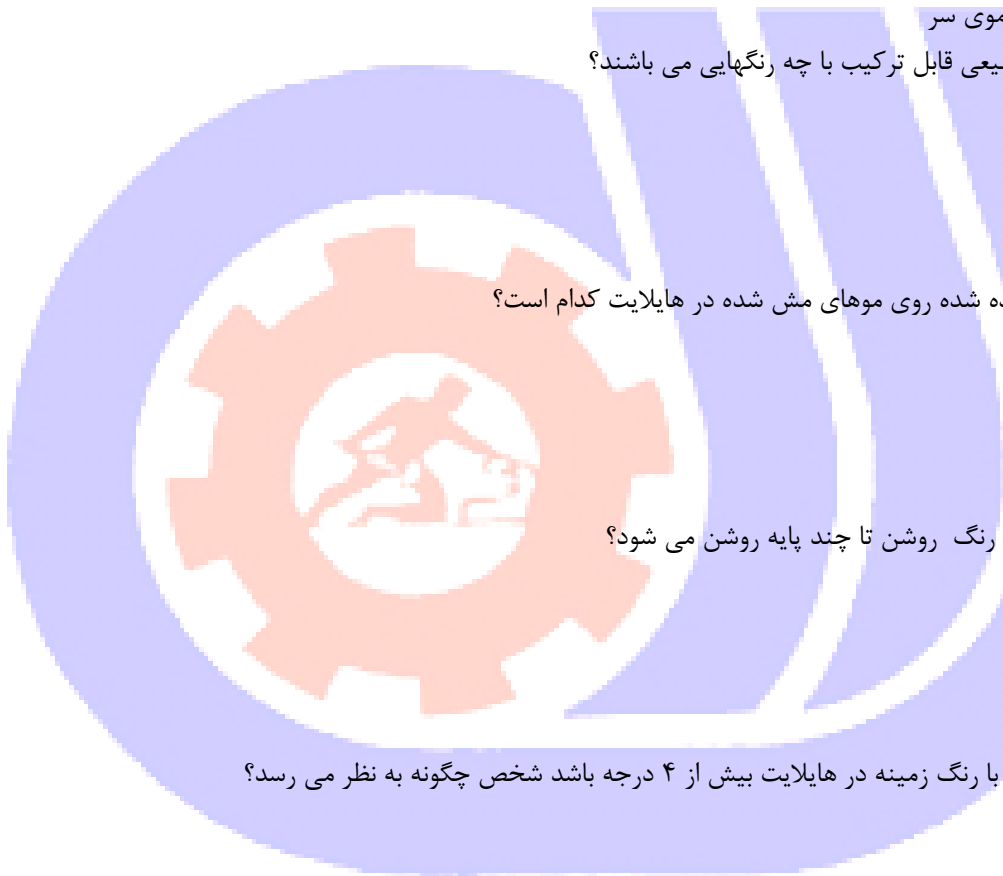 موی سر
قابل ترکیب با چه رنگهایی می باشند؟
شده روی موهای مش شده در هایلایت کدام است؟
رنگ روشن تا چند پایه روشن می شود؟
با رنگ زمینه در هایلایت بیش از ۴ درجه باشد شخص چگونه به نظر می رسد؟